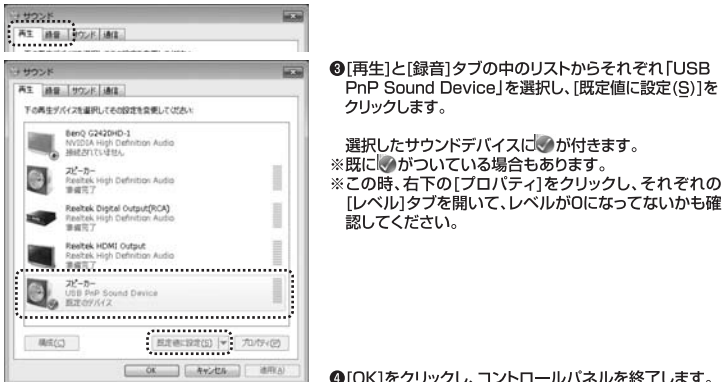 サウンド
再生 録音 サウンド 通信
サウンド
再生 録音 サウンド 通信
下の再生デバイスを選択してその設定を変更してください:
BenQ G2420HD-1
NVIDIA High Definition Audio
接続されていません
スピーカー
Realtek High Definition Audio
準備完了
Realtek Digital Output(RCA)
Realtek High Definition Audio
準備完了
Realtek HDMI Output
Realtek High Definition Audio
準備完了
スピーカー
USB PnP Sound Device
既定のデバイス
構成(C) 既定値に設定(S) プロパティ(P)
OK キャンセル 適用(A)
❸[再生]と[録音]タブの中のリストからそれぞれ「USB
PnP Sound Device」を選択し、[既定値に設定(S)]を
クリックします。
選択したサウンドデバイスに が付きます。
※既に がついている場合もあります。
※この時、右下の[プロパティ]をクリックし、それぞれの
[レベル]タブを開いて、レベルが0になってないかも確
認してください。
❹[OK]をクリックし、コントロールパネルを終了します。